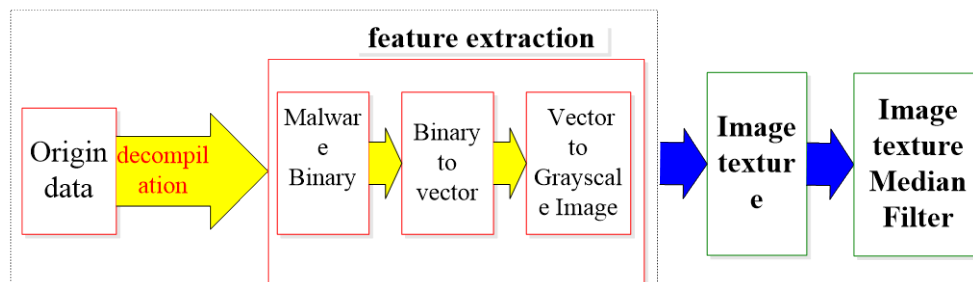 feature extraction
Origin
data
decompil
ation
Malwar
e
Binary
Binary
to
vector
Vector
to
Grayscal
e Image
Image
textur
e
Image
texture
Median
Filter